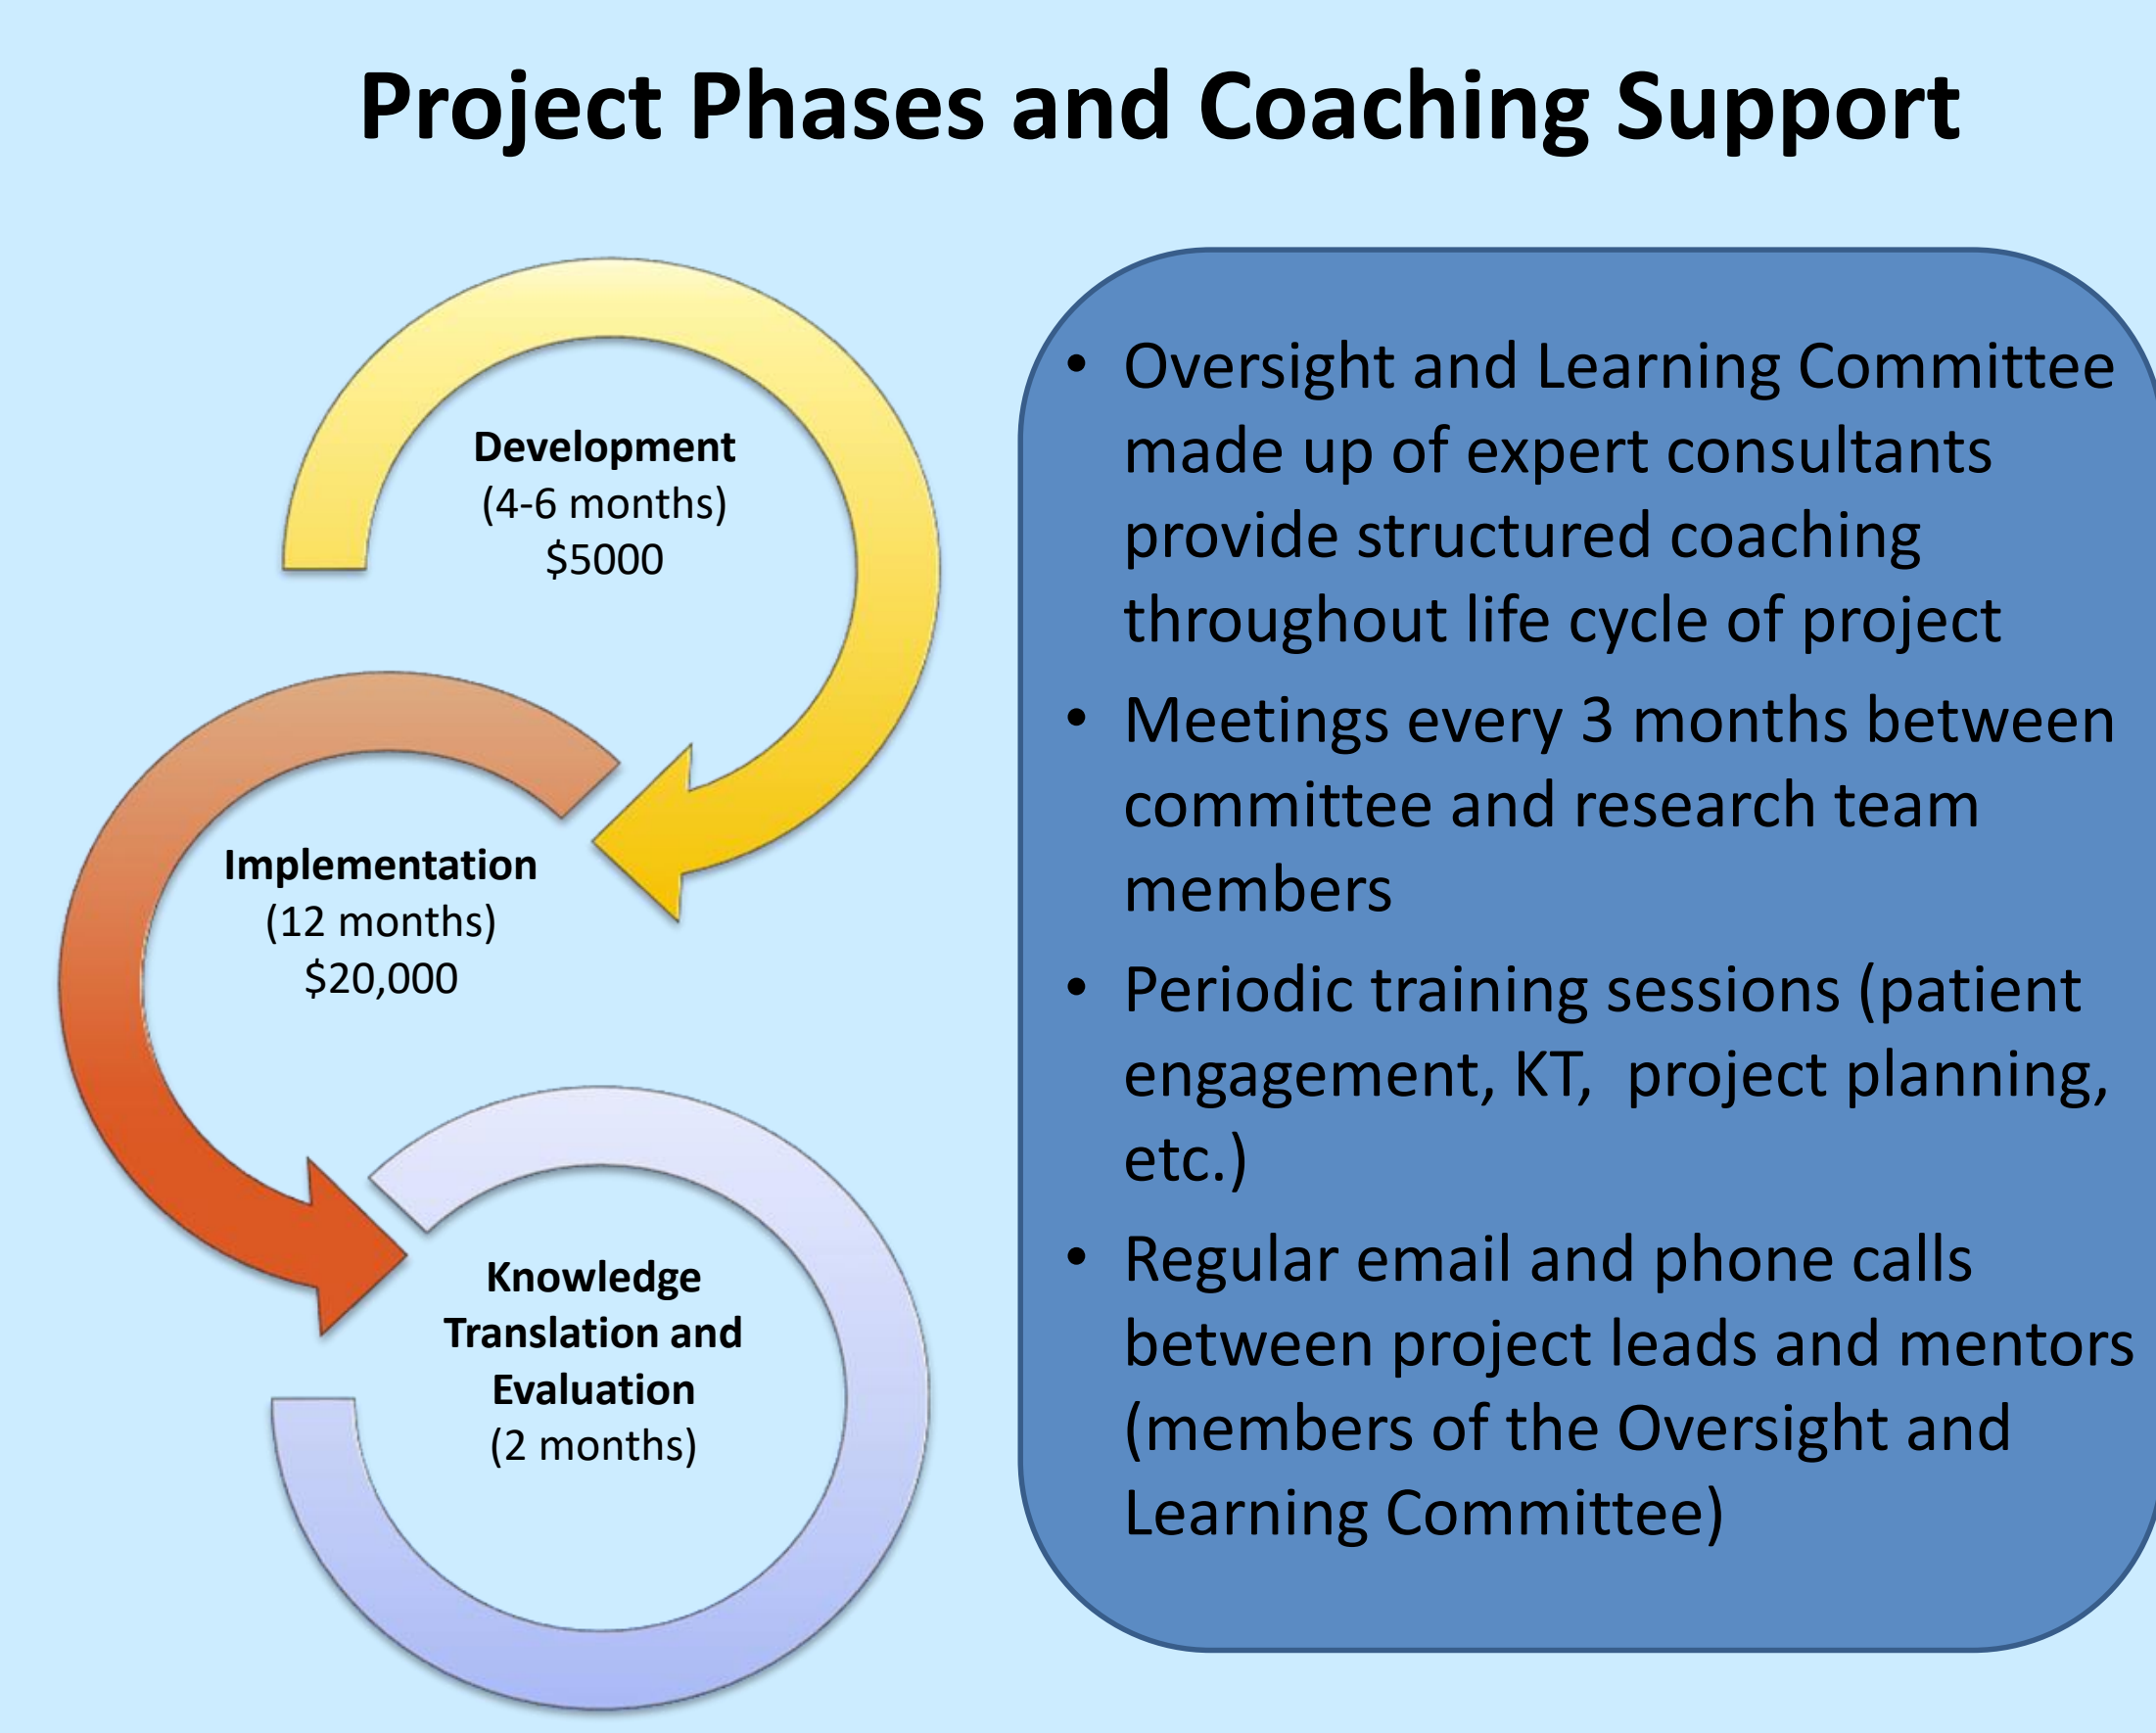 Project Phases and Coaching Support
Development
(4-6 months)
$5000
Implementation
(12 months)
$20,000
Knowledge
Translation and
Evaluation
(2 months)
• Oversight and Learning Committee
made up of expert consultants
provide structured coaching
throughout life cycle of project
• Meetings every 3 months between
committee and research team
members
• Periodic training sessions (patient
engagement, KT,  project planning,
etc.)
• Regular email and phone calls
between project leads and mentors
(members of the Oversight and
Learning Committee)